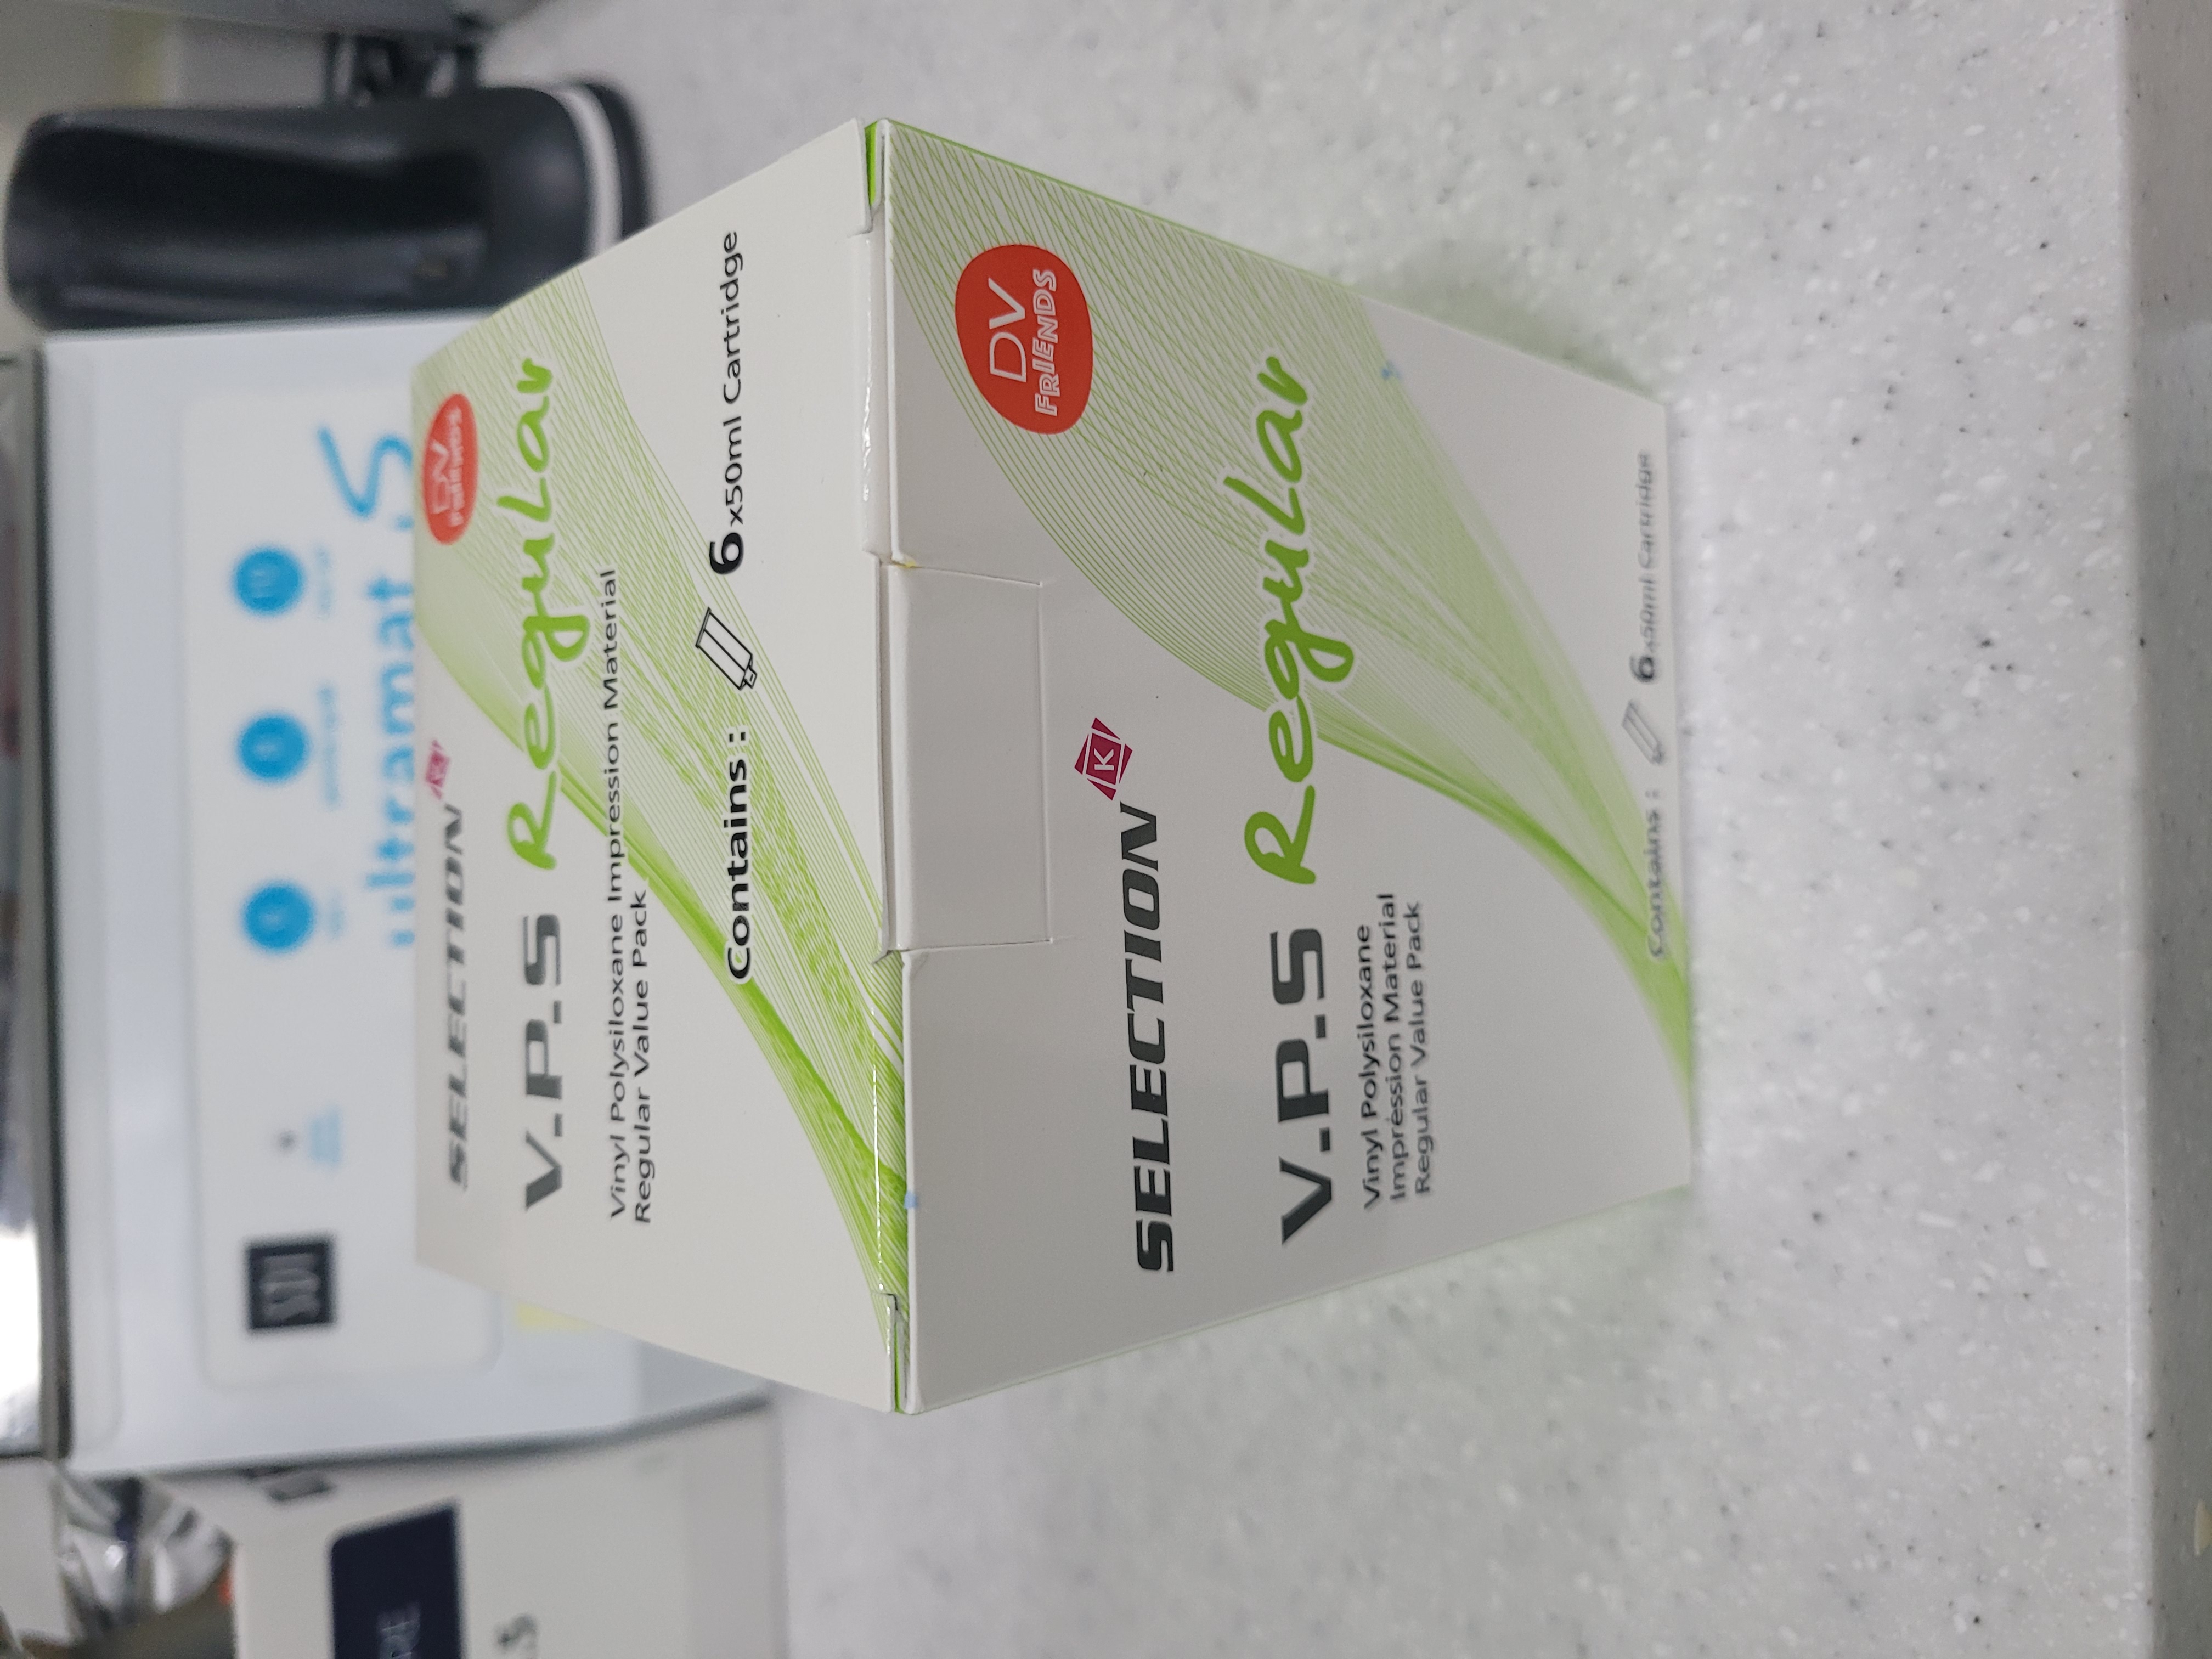 SDI
ultramat S
RE
SELECTION K
DV
FRIENDS
V.P.S Regular
Vinyl Polysiloxane Impression Material
Regular Value Pack
Contains : 6x50ml Cartridge
DV
FRIENDS
SELECTION K
V.P.S Regular
Vinyl Polysiloxane
Impression Material
Regular Value Pack
Contains : 6x50ml Cartridge